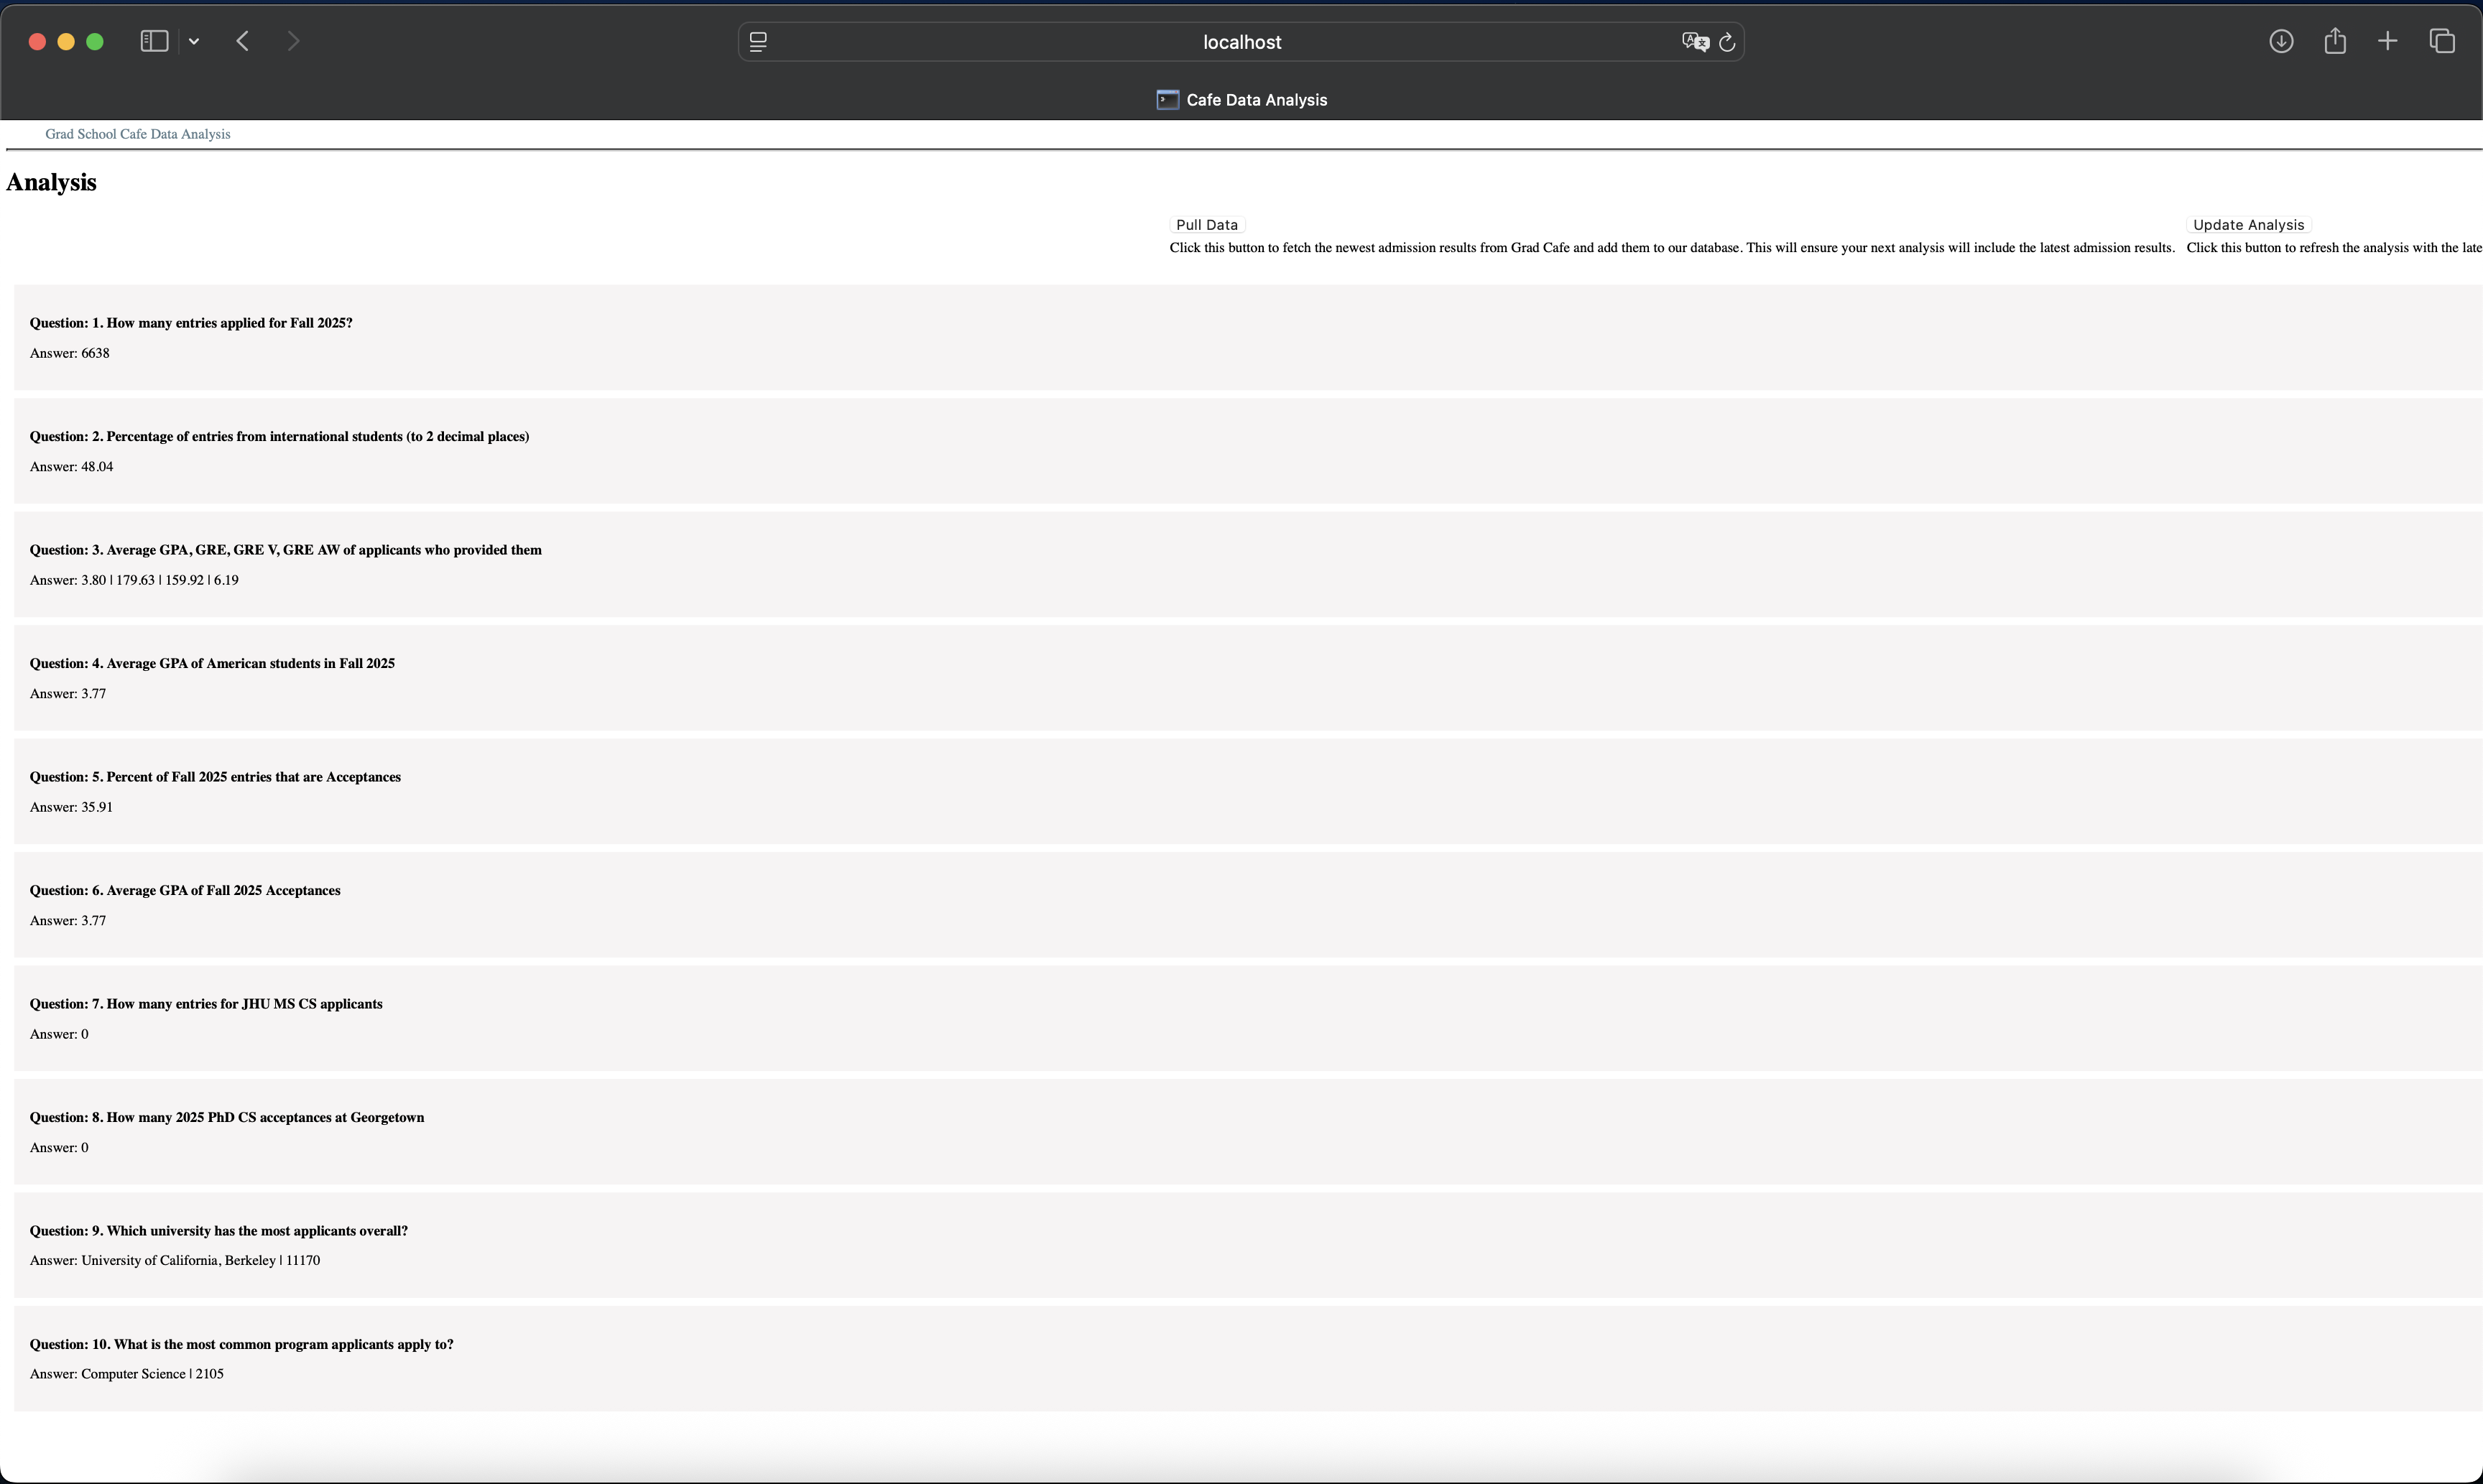 localhost
Cafe Data Analysis
Grad School Cafe Data Analysis
Analysis
Pull Data
Update Analysis
Click this button to fetch the newest admission results from Grad Cafe and add them to our database. This will ensure your next analysis will include the latest admission results.
Click this button to refresh the analysis with the late
Question: 1. How many entries applied for Fall 2025?
Answer: 6638
Question: 2. Percentage of entries from international students (to 2 decimal places)
Answer: 48.04
Question: 3. Average GPA, GRE, GRE V, GRE AW of applicants who provided them
Answer: 3.80 | 179.63 | 159.92 | 6.19
Question: 4. Average GPA of American students in Fall 2025
Answer: 3.77
Question: 5. Percent of Fall 2025 entries that are Acceptances
Answer: 35.91
Question: 6. Average GPA of Fall 2025 Acceptances
Answer: 3.77
Question: 7. How many entries for JHU MS CS applicants
Answer: 0
Question: 8. How many 2025 PhD CS acceptances at Georgetown
Answer: 0
Question: 9. Which university has the most applicants overall?
Answer: University of California, Berkeley | 11170
Question: 10. What is the most common program applicants apply to?
Answer: Computer Science | 2105